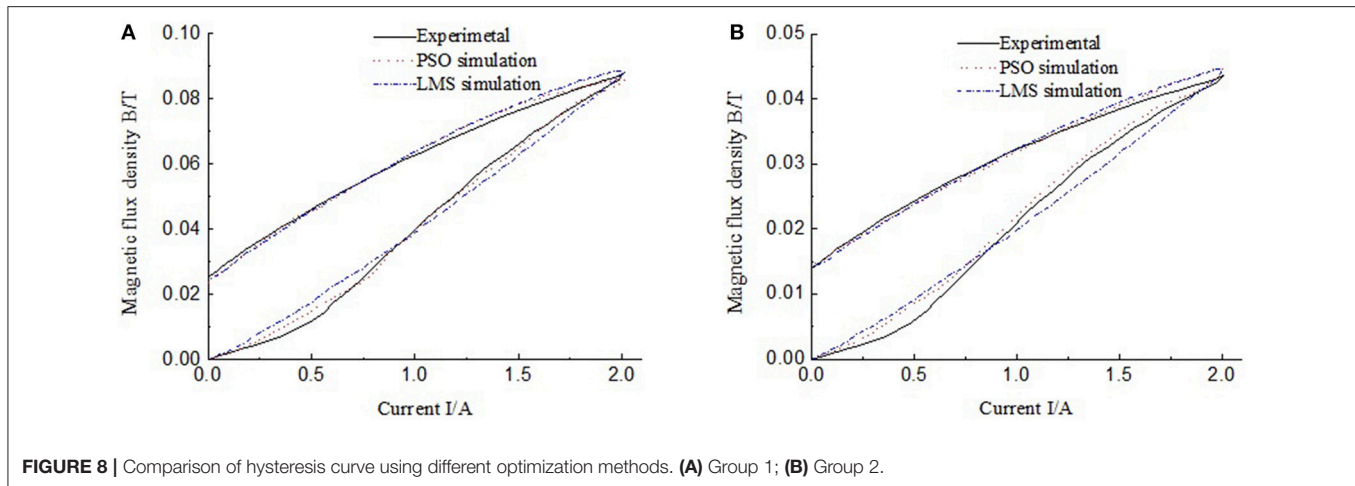 A
Experimetal
PSO simulation
LMS simulation
Magnetic flux density B/T
0.10
0.08
0.06
0.04
0.02
0.00
0.0 0.5 1.0 1.5 2.0
Current I/A
B
Experimental
PSO simulation
LMS simulation
Magnetic flux density B/T
0.05
0.04
0.03
0.02
0.01
0.00
0.0 0.5 1.0 1.5 2.0
Current I/A
FIGURE 8 | Comparison of hysteresis curve using different optimization methods. (A) Group 1; (B) Group 2.